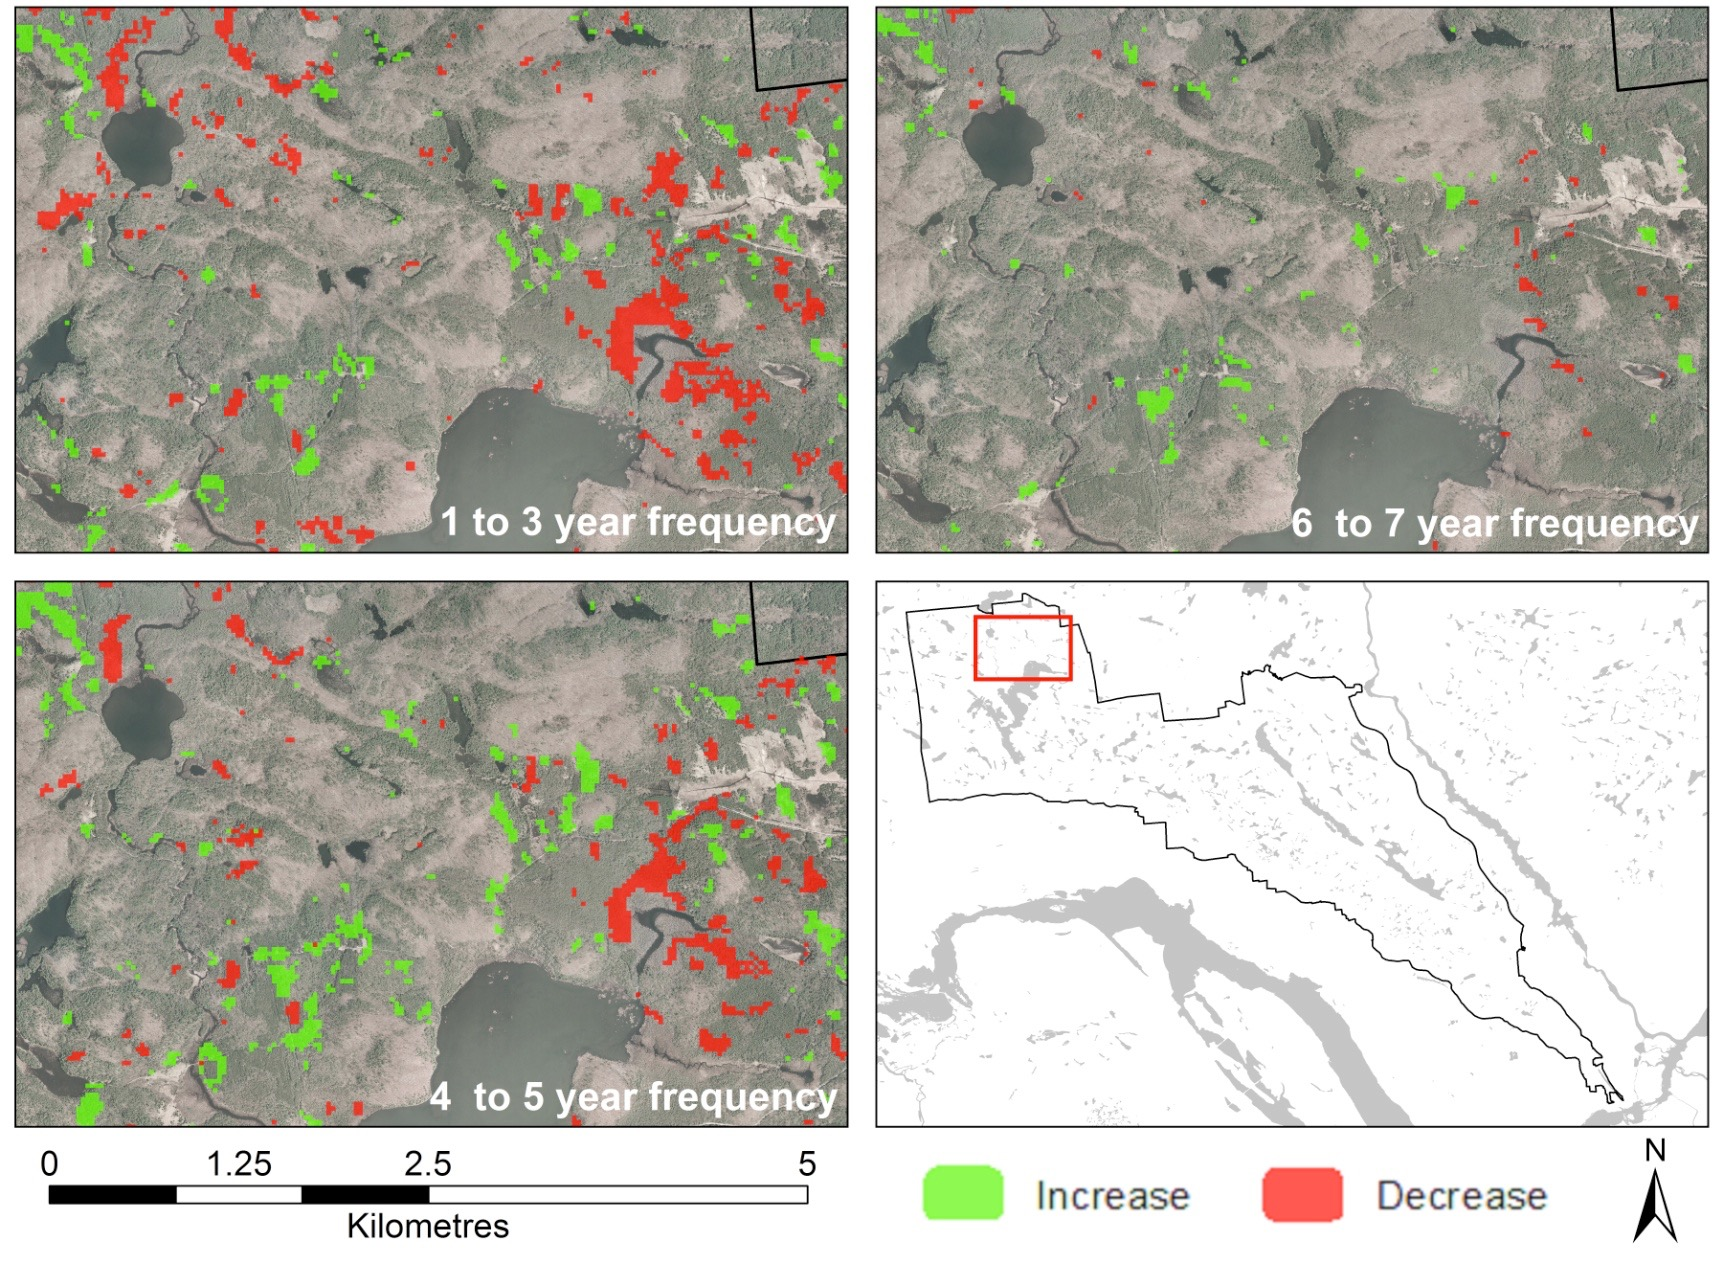 1 to 3 year frequency
6 to 7 year frequency
4 to 5 year frequency
0 1.25 2.5 5
Kilometres
Increase
Decrease
N